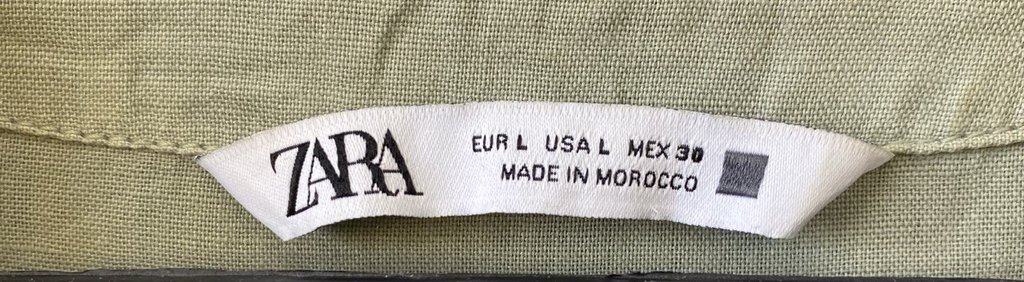 ZARA
EUR L USA L MEX 30
MADE IN MOROCCO